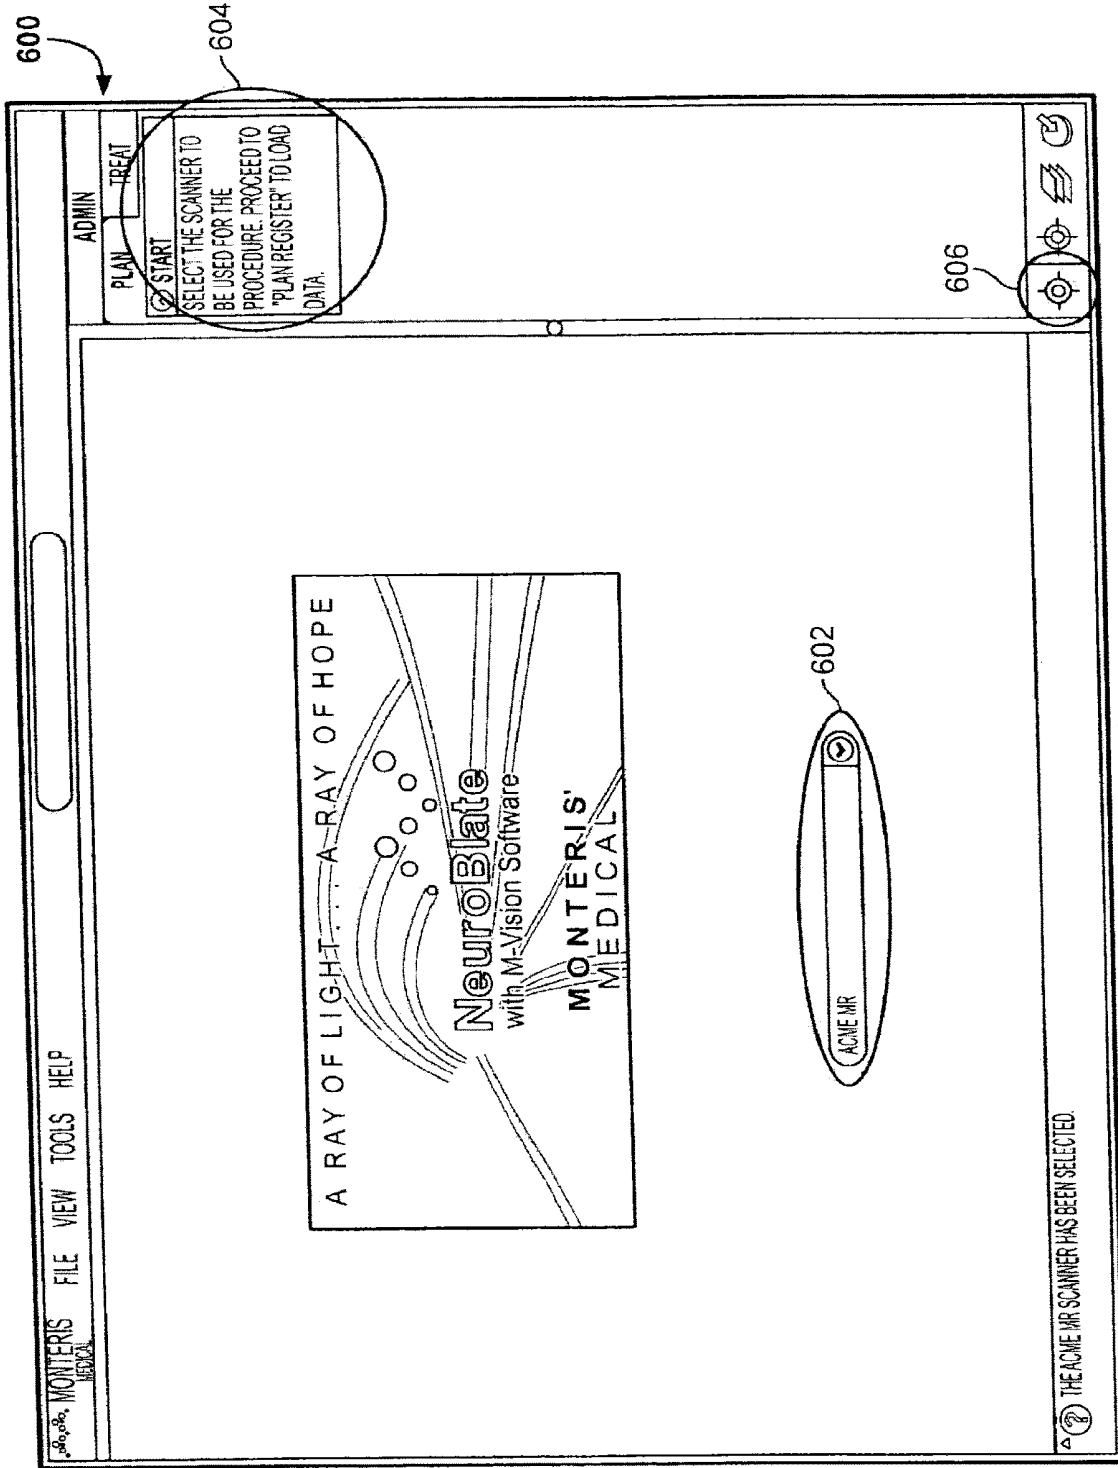 600
MONTERIS
MEDICAL
FILE VIEW TOOLS HELP
ADMIN
PLAN TREAT
START
SELECT THE SCANNER TO
BE USED FOR THE
PROCEDURE. PROCEED TO
"PLAN REGISTER" TO LOAD
DATA.
604
A RAY OF LIGHT.... A RAY OF HOPE
NeuroBlate
with M-Vision Software
MONTERIS'
MEDICAL
602
ACME MR
606
? THE ACME MR SCANNER HAS BEEN SELECTED.